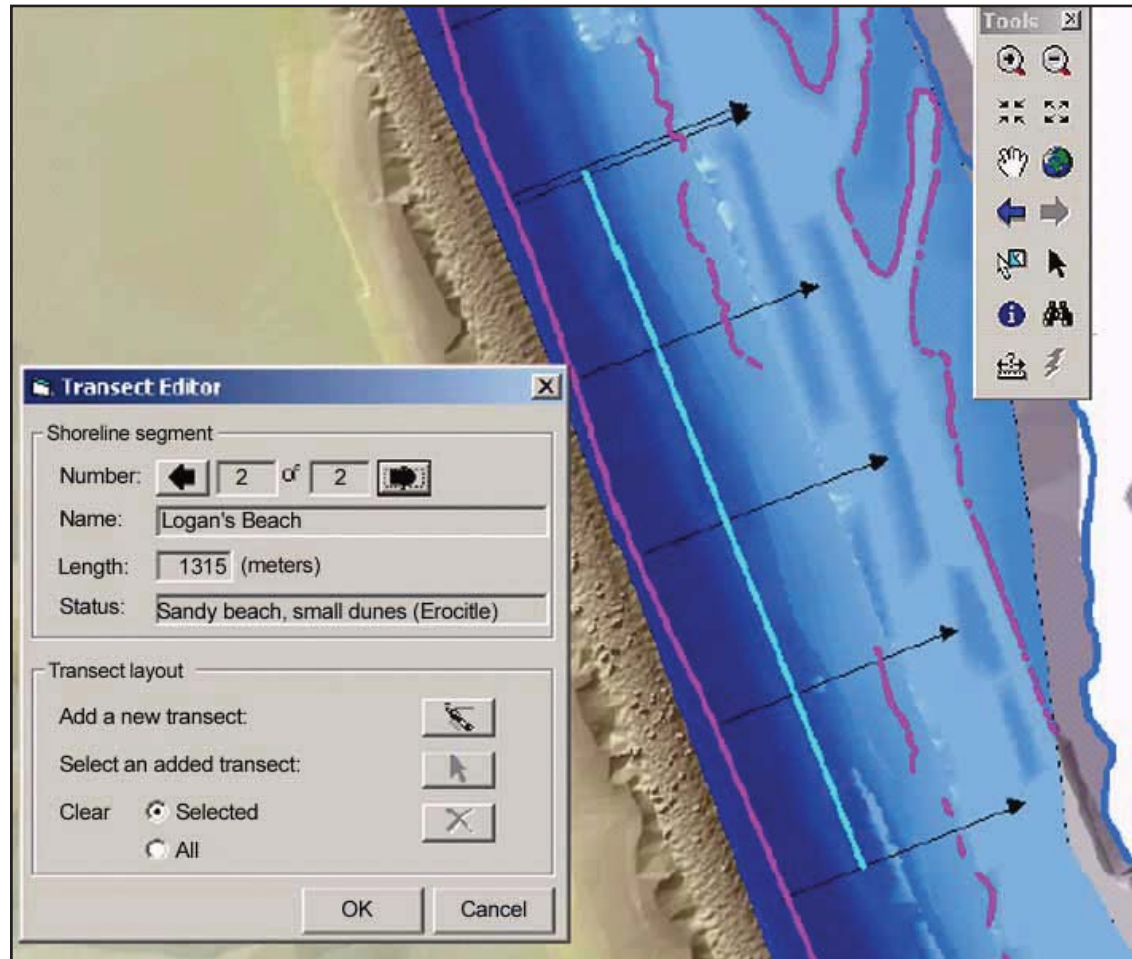 Tools
Transect Editor
Shoreline segment
Number: 2 of 2
Name: Logan's Beach
Length: 1315 (meters)
Status: Sandy beach, small dunes (Erocitle)
Transect layout
Add a new transect:
Select an added transect:
Clear Selected
All
OK Cancel